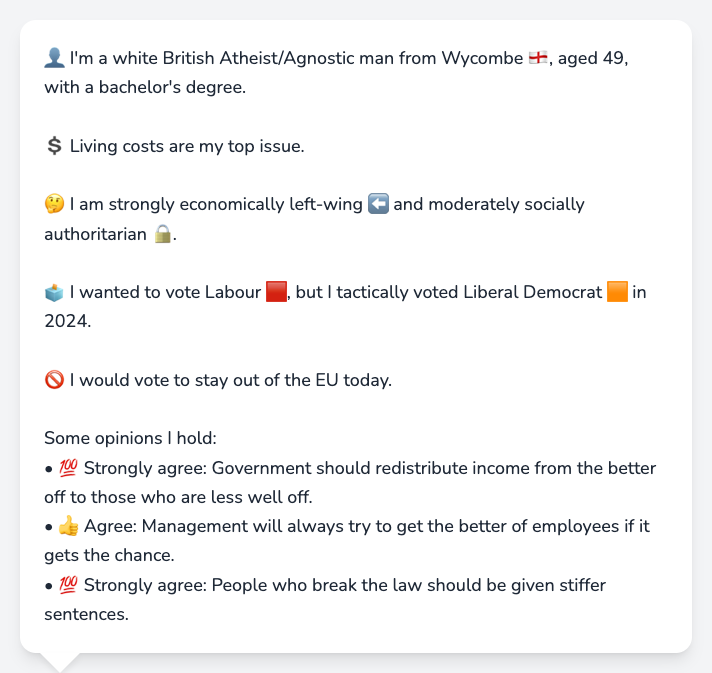 👤 I'm a white British Atheist/Agnostic man from Wycombe 🏴󠁧󠁢󠁥󠁮󠁧󠁿, aged 49,
with a bachelor's degree.
💲 Living costs are my top issue.
🤔 I am strongly economically left-wing ⬅️ and moderately socially
authoritarian 🔒.
🗳️ I wanted to vote Labour 🟥, but I tactically voted Liberal Democrat 🟧 in
2024.
🚫 I would vote to stay out of the EU today.
Some opinions I hold:
• 💯 Strongly agree: Government should redistribute income from the better
off to those who are less well off.
• 👍 Agree: Management will always try to get the better of employees if it
gets the chance.
• 💯 Strongly agree: People who break the law should be given stiffer
sentences.